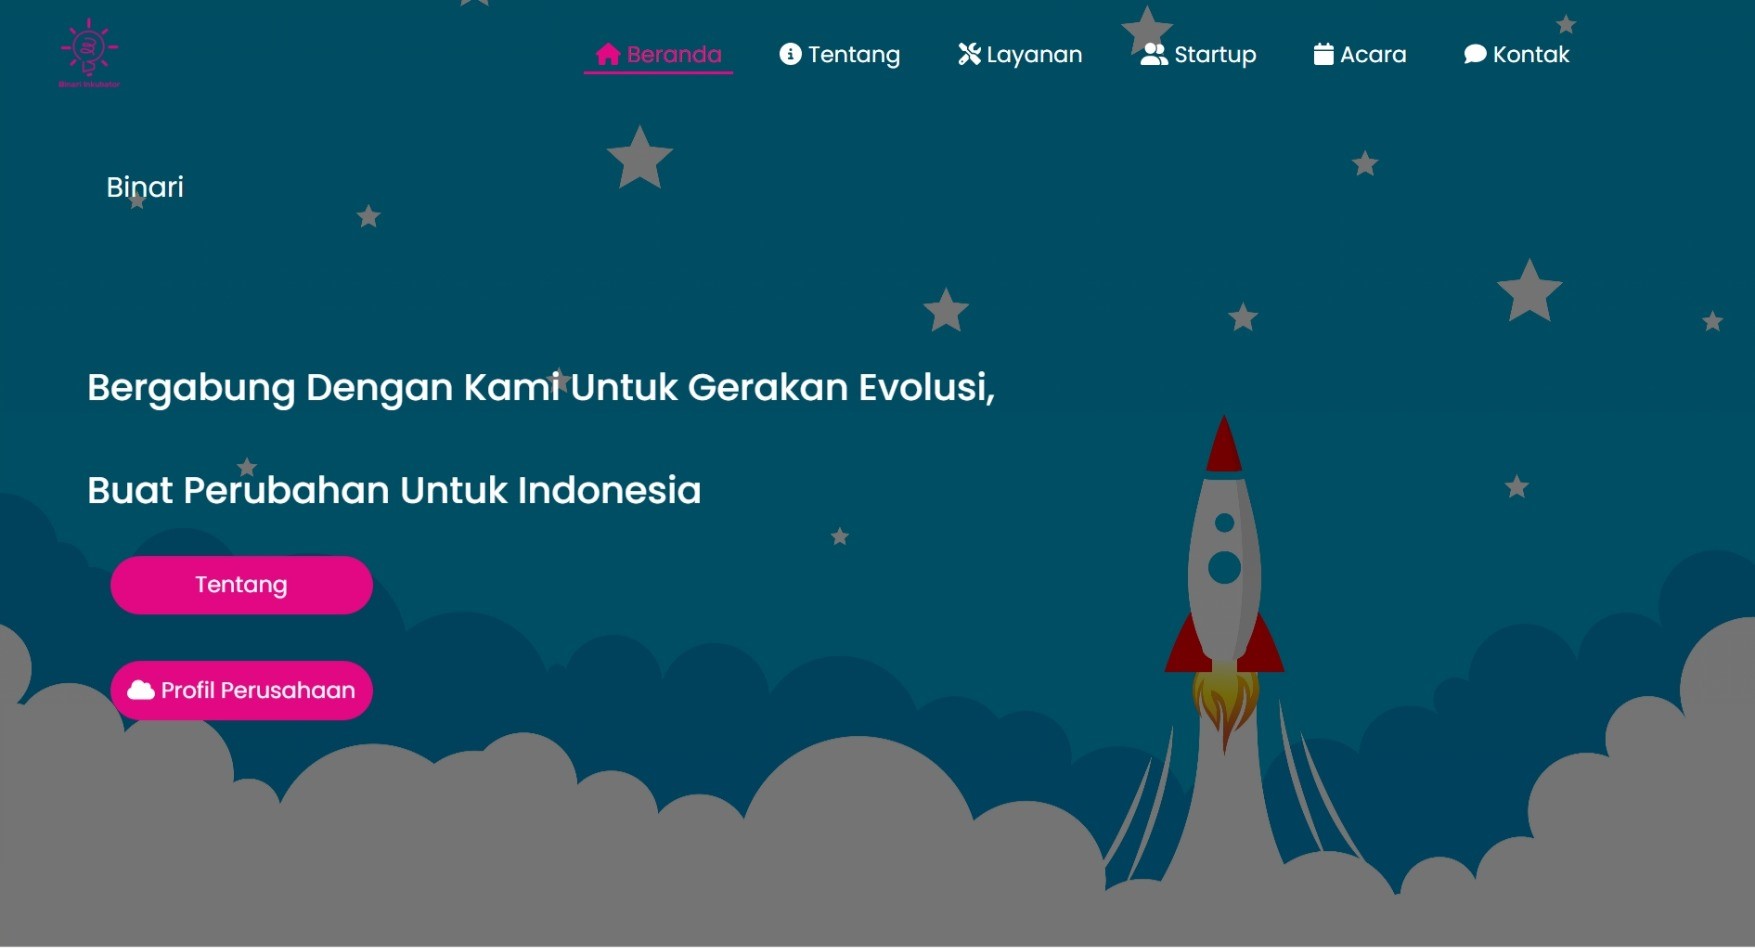 Binari Inkubator
Beranda Tentang Layanan Startup Acara Kontak
Binari
Bergabung Dengan Kami Untuk Gerakan Evolusi,
Buat Perubahan Untuk Indonesia
Tentang
Profil Perusahaan